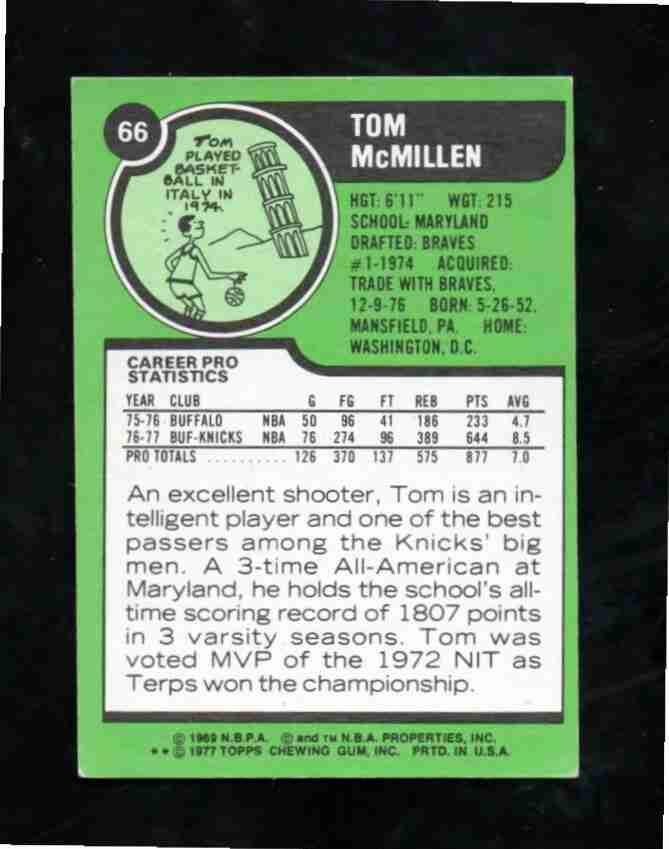 66
TOM
McMILLEN
TOM
PLAYED
BASKET-
BALL IN
ITALY IN
1974.
HGT: 6'11" WGT: 215
SCHOOL: MARYLAND
DRAFTED: BRAVES
#1-1974 ACQUIRED:
TRADE WITH BRAVES,
12-9-76 BORN: 5-26-52,
MANSFIELD, PA. HOME:
WASHINGTON, D.C.
CAREER PRO
STATISTICS
YEAR CLUB G FG FT REB PTS AVG
75-76 BUFFALO NBA 50 96 41 186 233 4.7
76-77 BUF-KNICKS NBA 76 274 96 389 644 8.5
PRO TOTALS .......... 126 370 137 575 877 7.0
An excellent shooter, Tom is an in-
telligent player and one of the best
passers among the Knicks' big
men. A 3-time All-American at
Maryland, he holds the school's all-
time scoring record of 1807 points
in 3 varsity seasons. Tom was
voted MVP of the 1972 NIT as
Terps won the championship.
© 1969 N.B.P.A. © and TM N.B.A. PROPERTIES, INC.
**© 1977 TOPPS CHEWING GUM, INC. PRTD. IN U.S.A.